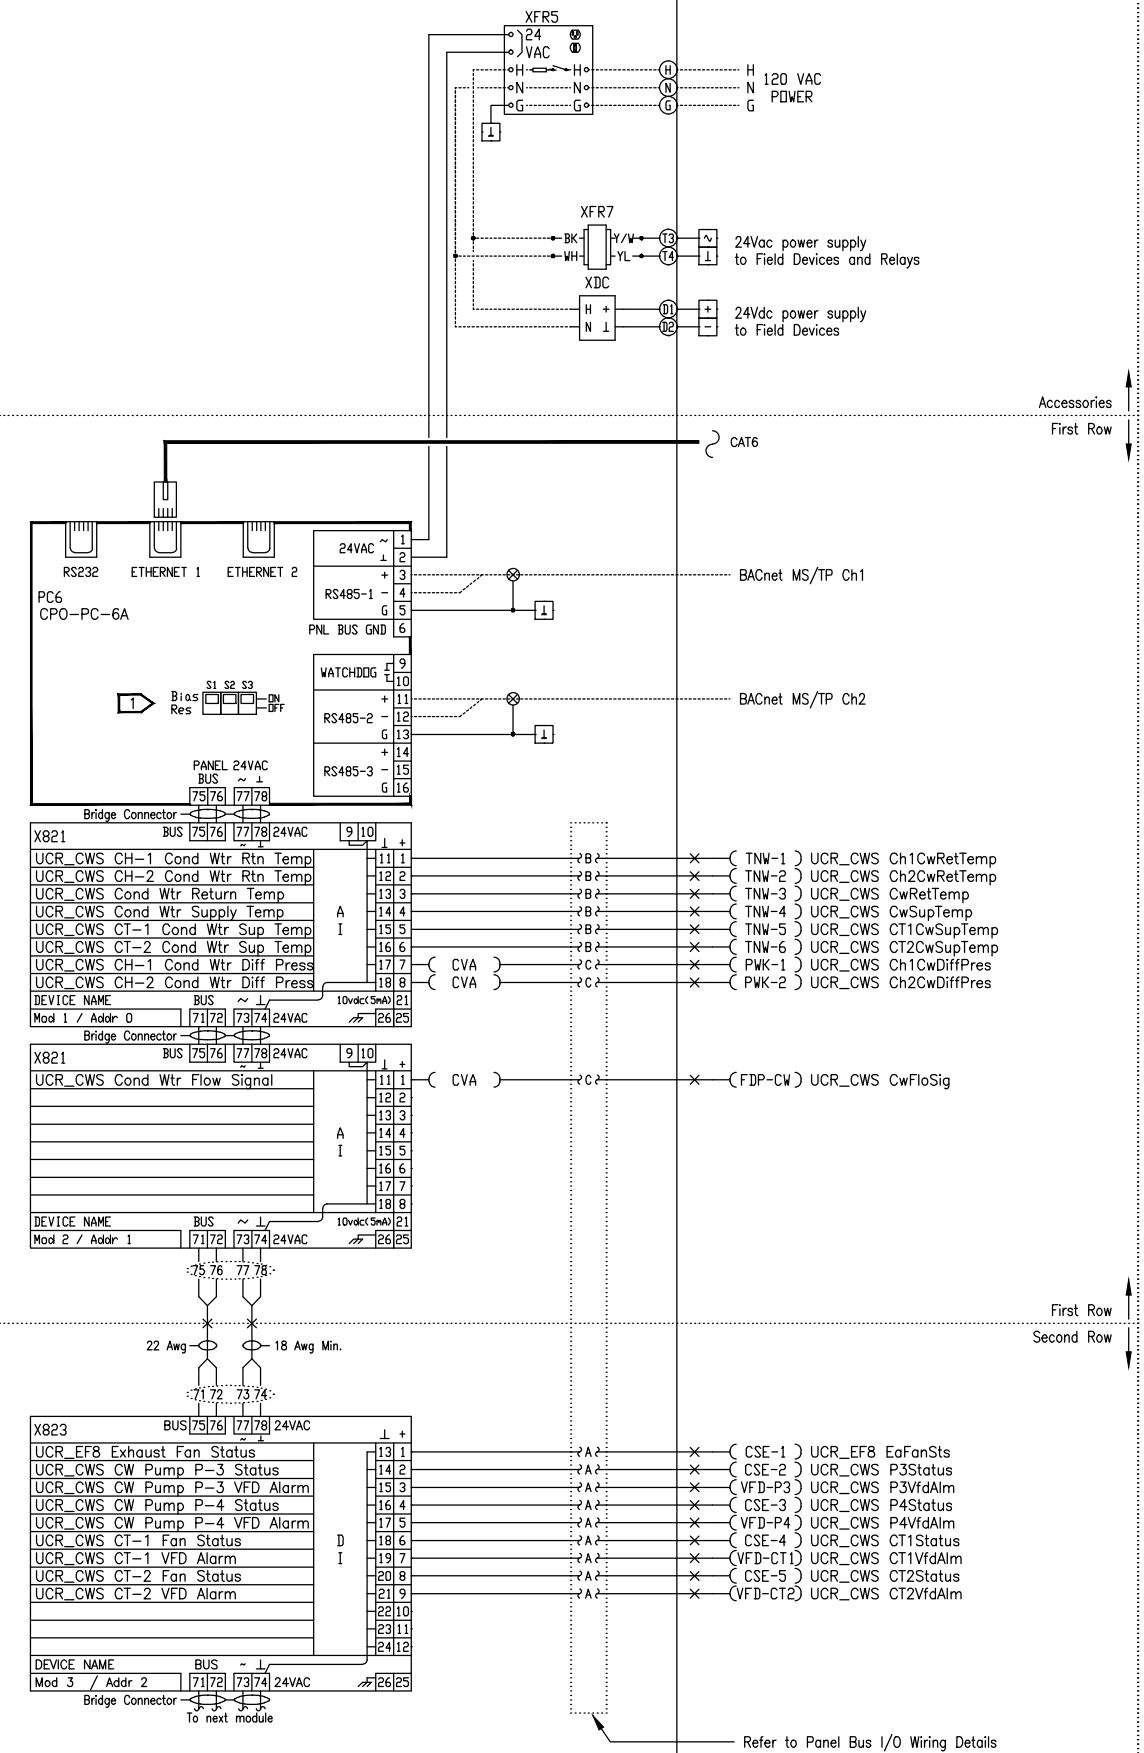 XFR5
24
VAC
H H H H
N N N N
G G G G
120 VAC
POWER
XFR7
BK Y/W T3 ~
WH YL T4
24Vac power supply
to Field Devices and Relays
XDC
H + D1 +
N ⊥ D2 -
24Vdc power supply
to Field Devices
Accessories
First Row
CAT6
RS232 ETHERNET 1 ETHERNET 2
PC6
CPO-PC-6A
24VAC ~ 1
⊥ 2
+ 3
RS485-1 - 4
G 5
PNL BUS GND 6
BACnet MS/TP Ch1
WATCHDOG 9
10
+ 11
RS485-2 - 12
G 13
BACnet MS/TP Ch2
+ 14
RS485-3 - 15
G 16
1
S1 S2 S3
Bias ON
Res OFF
PANEL 24VAC
BUS ~ ⊥
75 76 77 78
Bridge Connector
X821 BUS 75 76 77 78 24VAC 9 10
~ ⊥ ⊥ +
UCR_CWS CH-1 Cond Wtr Rtn Temp 11 1 B TNW-1 UCR_CWS Ch1CwRetTemp
UCR_CWS CH-2 Cond Wtr Rtn Temp 12 2 B TNW-2 UCR_CWS Ch2CwRetTemp
UCR_CWS Cond Wtr Return Temp 13 3 B TNW-3 UCR_CWS CwRetTemp
UCR_CWS Cond Wtr Supply Temp A 14 4 B TNW-4 UCR_CWS CwSupTemp
UCR_CWS CT-1 Cond Wtr Sup Temp I 15 5 B TNW-5 UCR_CWS CT1CwSupTemp
UCR_CWS CT-2 Cond Wtr Sup Temp 16 6 B TNW-6 UCR_CWS CT2CwSupTemp
UCR_CWS CH-1 Cond Wtr Diff Press 17 7 CVA C PWK-1 UCR_CWS Ch1CwDiffPres
UCR_CWS CH-2 Cond Wtr Diff Press 18 8 CVA C PWK-2 UCR_CWS Ch2CwDiffPres
DEVICE NAME BUS ~ ⊥ 10vdc(5mA) 21
Mod 1 / Addr 0 71 72 73 74 24VAC 26 25
Bridge Connector
X821 BUS 75 76 77 78 24VAC 9 10
~ ⊥ ⊥ +
UCR_CWS Cond Wtr Flow Signal 11 1 CVA C FDP-CW UCR_CWS CwFloSig
12 2
13 3
A 14 4
I 15 5
16 6
17 7
18 8
DEVICE NAME BUS ~ ⊥ 10vdc(5mA) 21
Mod 2 / Addr 1 71 72 73 74 24VAC 26 25
75 76 77 78
First Row
Second Row
22 Awg 18 Awg Min.
71 72 73 74
X823 BUS 75 76 77 78 24VAC
~ ⊥ ⊥ +
UCR_EF8 Exhaust Fan Status 13 1 A CSE-1 UCR_EF8 EaFanSts
UCR_CWS CW Pump P-3 Status 14 2 A CSE-2 UCR_CWS P3Status
UCR_CWS CW Pump P-3 VFD Alarm 15 3 A VFD-P3 UCR_CWS P3VfdAlm
UCR_CWS CW Pump P-4 Status 16 4 A CSE-3 UCR_CWS P4Status
UCR_CWS CW Pump P-4 VFD Alarm 17 5 A VFD-P4 UCR_CWS P4VfdAlm
UCR_CWS CT-1 Fan Status D 18 6 A CSE-4 UCR_CWS CT1Status
UCR_CWS CT-1 VFD Alarm I 19 7 A VFD-CT1 UCR_CWS CT1VfdAlm
UCR_CWS CT-2 Fan Status 20 8 A CSE-5 UCR_CWS CT2Status
UCR_CWS CT-2 VFD Alarm 21 9 A VFD-CT2 UCR_CWS CT2VfdAlm
22 10
23 11
24 12
DEVICE NAME BUS ~ ⊥
Mod 3 / Addr 2 71 72 73 74 24VAC 26 25
Bridge Connector
To next module
Refer to Panel Bus I/O Wiring Details